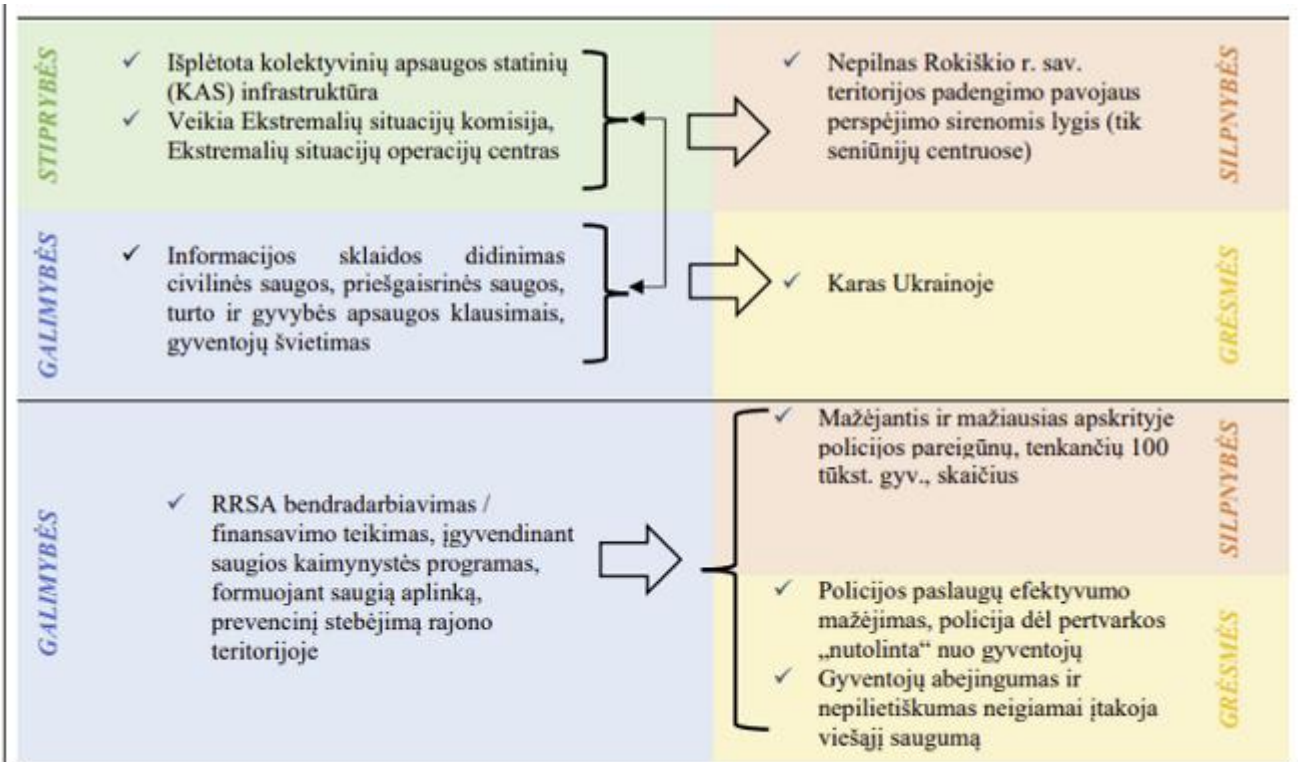 STIPRYBĖS
✓ Išplėtota kolektyvinių apsaugos statinių
(KAS) infrastruktūra
✓ Veikia Ekstremalių situacijų komisija,
Ekstremalių situacijų operacijų centras
✓ Nepilnas Rokiškio r. sav.
teritorijos padengimo pavojaus
perspėjimo sirenomis lygis (tik
seniūnijų centruose)
SILPNYBĖS
GALIMYBĖS
✓ Informacijos sklaidos didinimas
civilinės saugos, priešgaisrinės saugos,
turto ir gyvybės apsaugos klausimais,
gyventojų švietimas
✓ Karas Ukrainoje
GRĖSMĖS
GALIMYBĖS
✓ RRSA bendradarbiavimas /
finansavimo teikimas, įgyvendinant
saugios kaimynystės programas,
formuojant saugią aplinką,
prevencinį stebėjimą rajono
teritorijoje
✓ Mažėjantis ir mažiausias apskrityje
policijos pareigūnų, tenkančių 100
tūkst. gyv., skaičius
SILPNYBĖS
✓ Policijos paslaugų efektyvumo
mažėjimas, policija dėl pertvarkos
„nutolinta“ nuo gyventojų
✓ Gyventojų abejingumas ir
nepilietiškumas neigiamai įtakoja
viešąjį saugumą
GRĖSMĖS